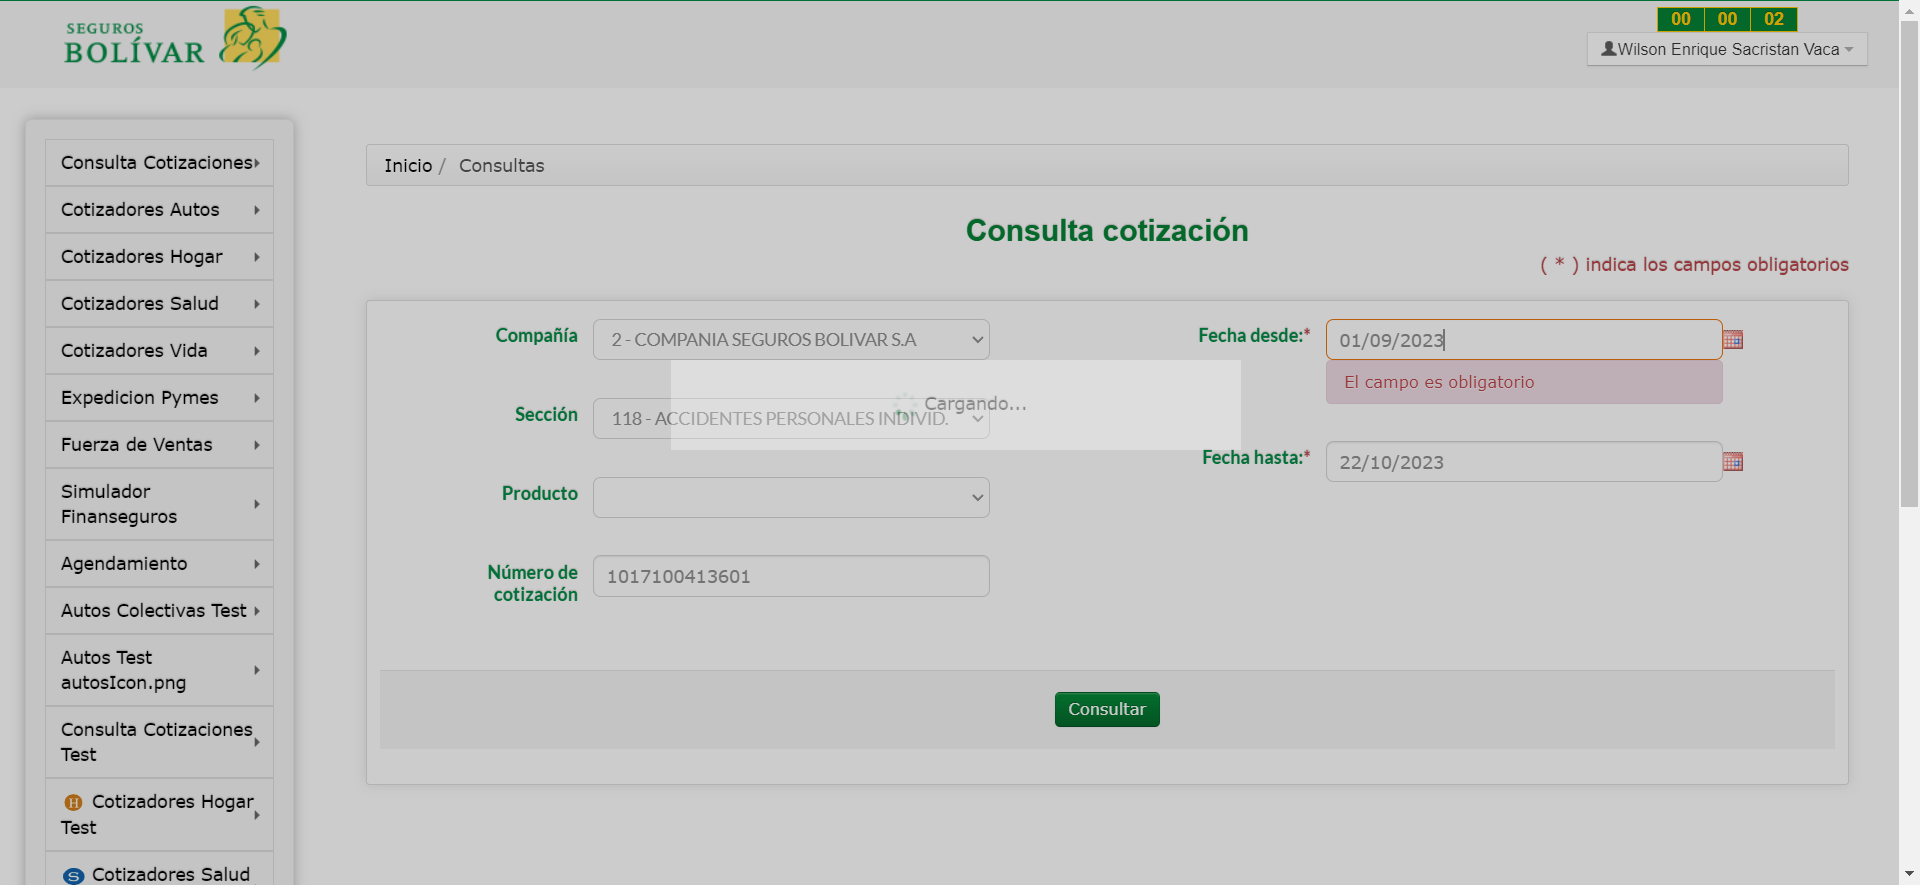 SEGUROS
BOLÍVAR
00 00 02
Wilson Enrique Sacristan Vaca
Consulta Cotizaciones
Cotizadores Autos
Cotizadores Hogar
Cotizadores Salud
Cotizadores Vida
Expedicion Pymes
Fuerza de Ventas
Simulador
Finanseguros
Agendamiento
Autos Colectivas Test
Autos Test
autosIcon.png
Consulta Cotizaciones
Test
H Cotizadores Hogar
Test
S Cotizadores Salud
Inicio / Consultas
Consulta cotización
( * ) indica los campos obligatorios
Compañía
2 - COMPANIA SEGUROS BOLIVAR S.A
Sección
118 - ACCIDENTES PERSONALES INDIVID.
Cargando...
Producto
Número de
cotización
1017100413601
Fecha desde:*
01/09/2023
El campo es obligatorio
Fecha hasta:*
22/10/2023
Consultar